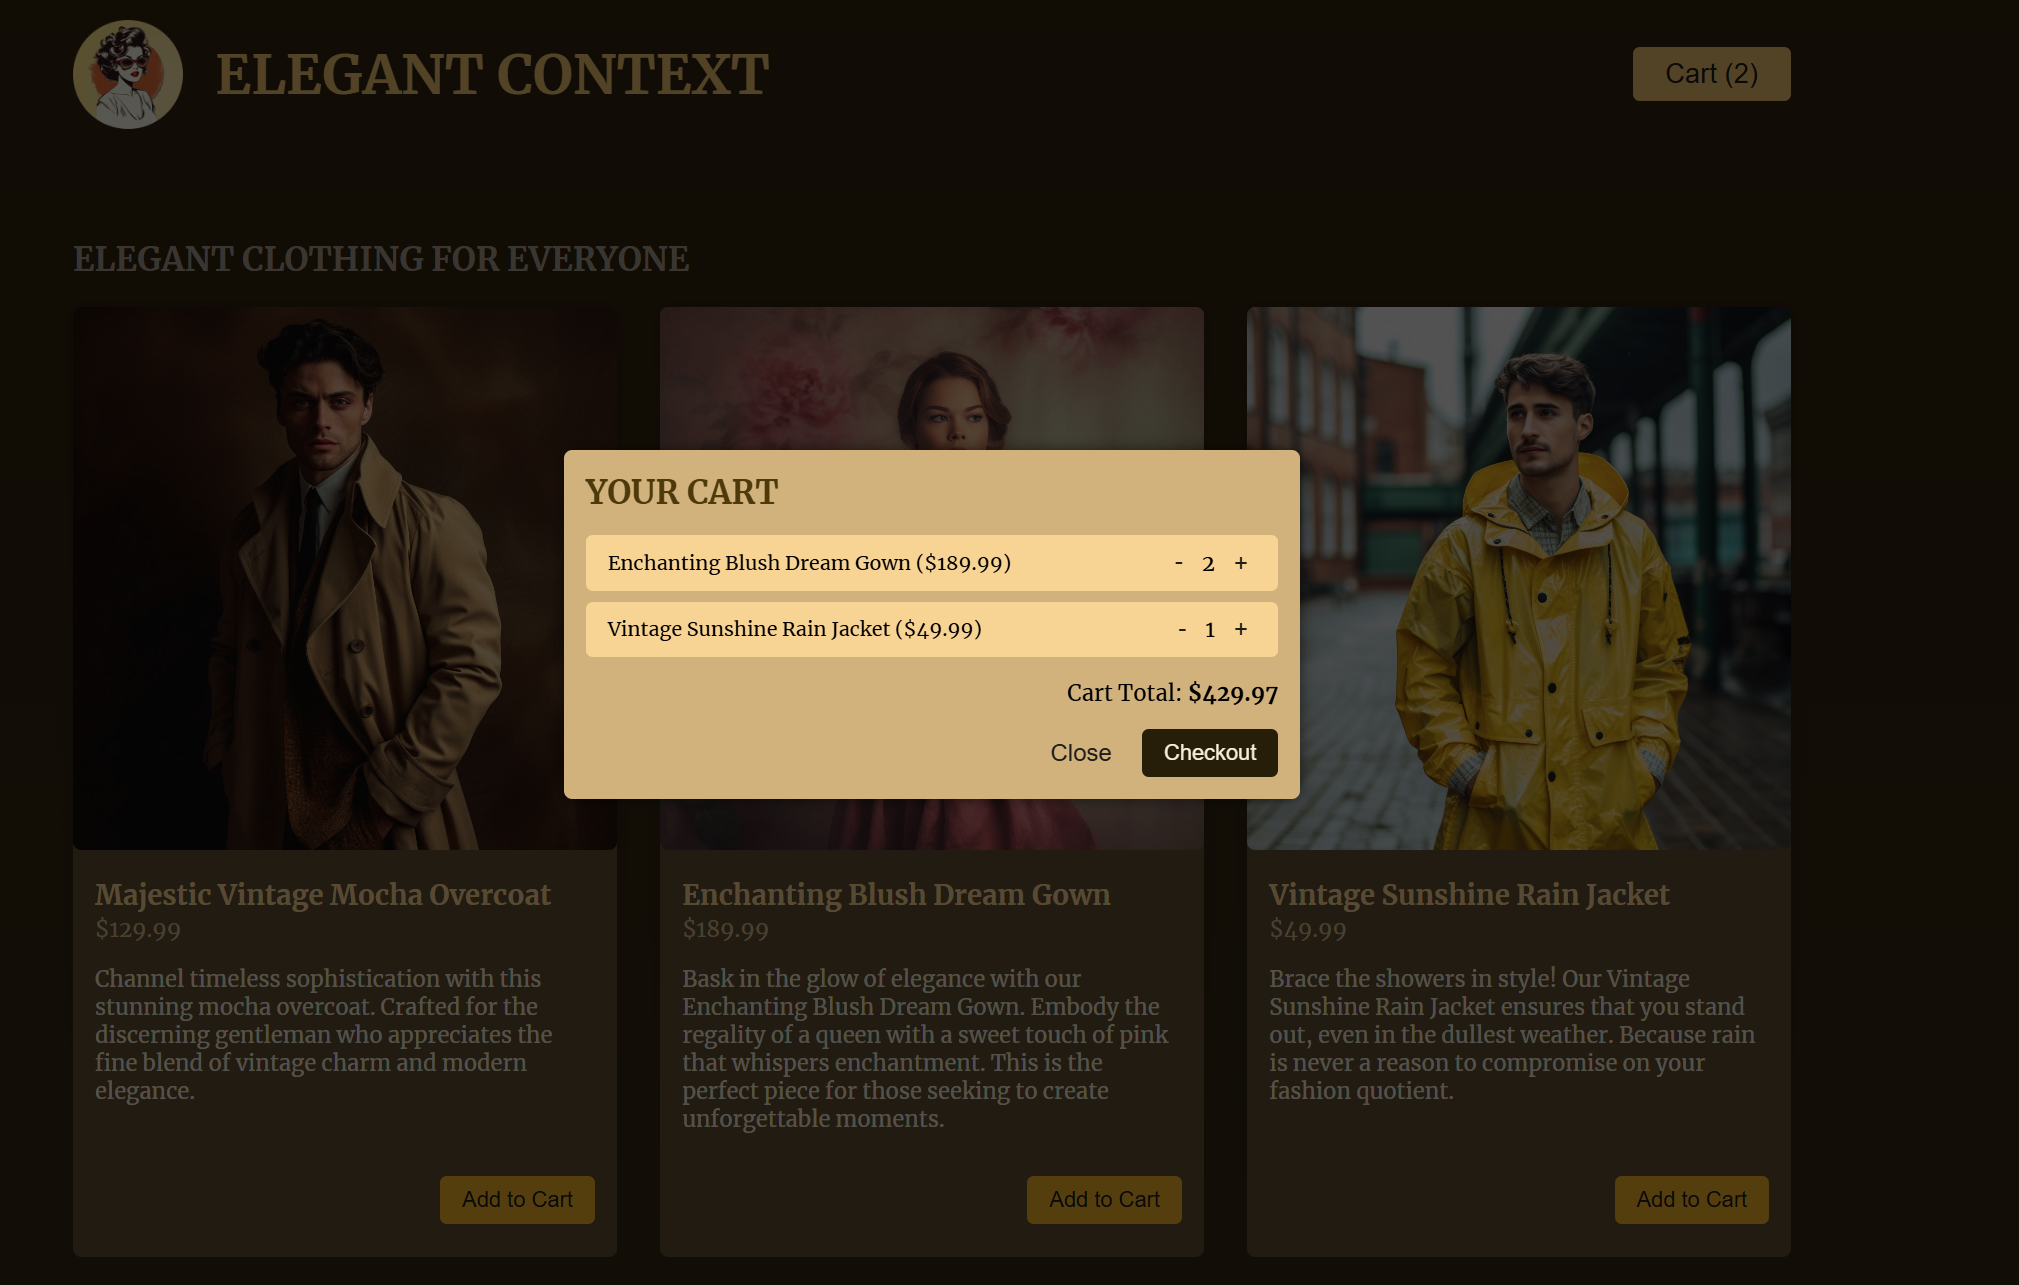 ELEGANT CONTEXT
Cart (2)
ELEGANT CLOTHING FOR EVERYONE
YOUR CART
Enchanting Blush Dream Gown ($189.99) - 2 +
Vintage Sunshine Rain Jacket ($49.99) - 1 +
Cart Total: $429.97
Close
Checkout
Majestic Vintage Mocha Overcoat
$129.99
Channel timeless sophistication with this
stunning mocha overcoat. Crafted for the
discerning gentleman who appreciates the
fine blend of vintage charm and modern
elegance.
Add to Cart
Enchanting Blush Dream Gown
$189.99
Bask in the glow of elegance with our
Enchanting Blush Dream Gown. Embody the
regality of a queen with a sweet touch of pink
that whispers enchantment. This is the
perfect piece for those seeking to create
unforgettable moments.
Add to Cart
Vintage Sunshine Rain Jacket
$49.99
Brace the showers in style! Our Vintage
Sunshine Rain Jacket ensures that you stand
out, even in the dullest weather. Because rain
is never a reason to compromise on your
fashion quotient.
Add to Cart